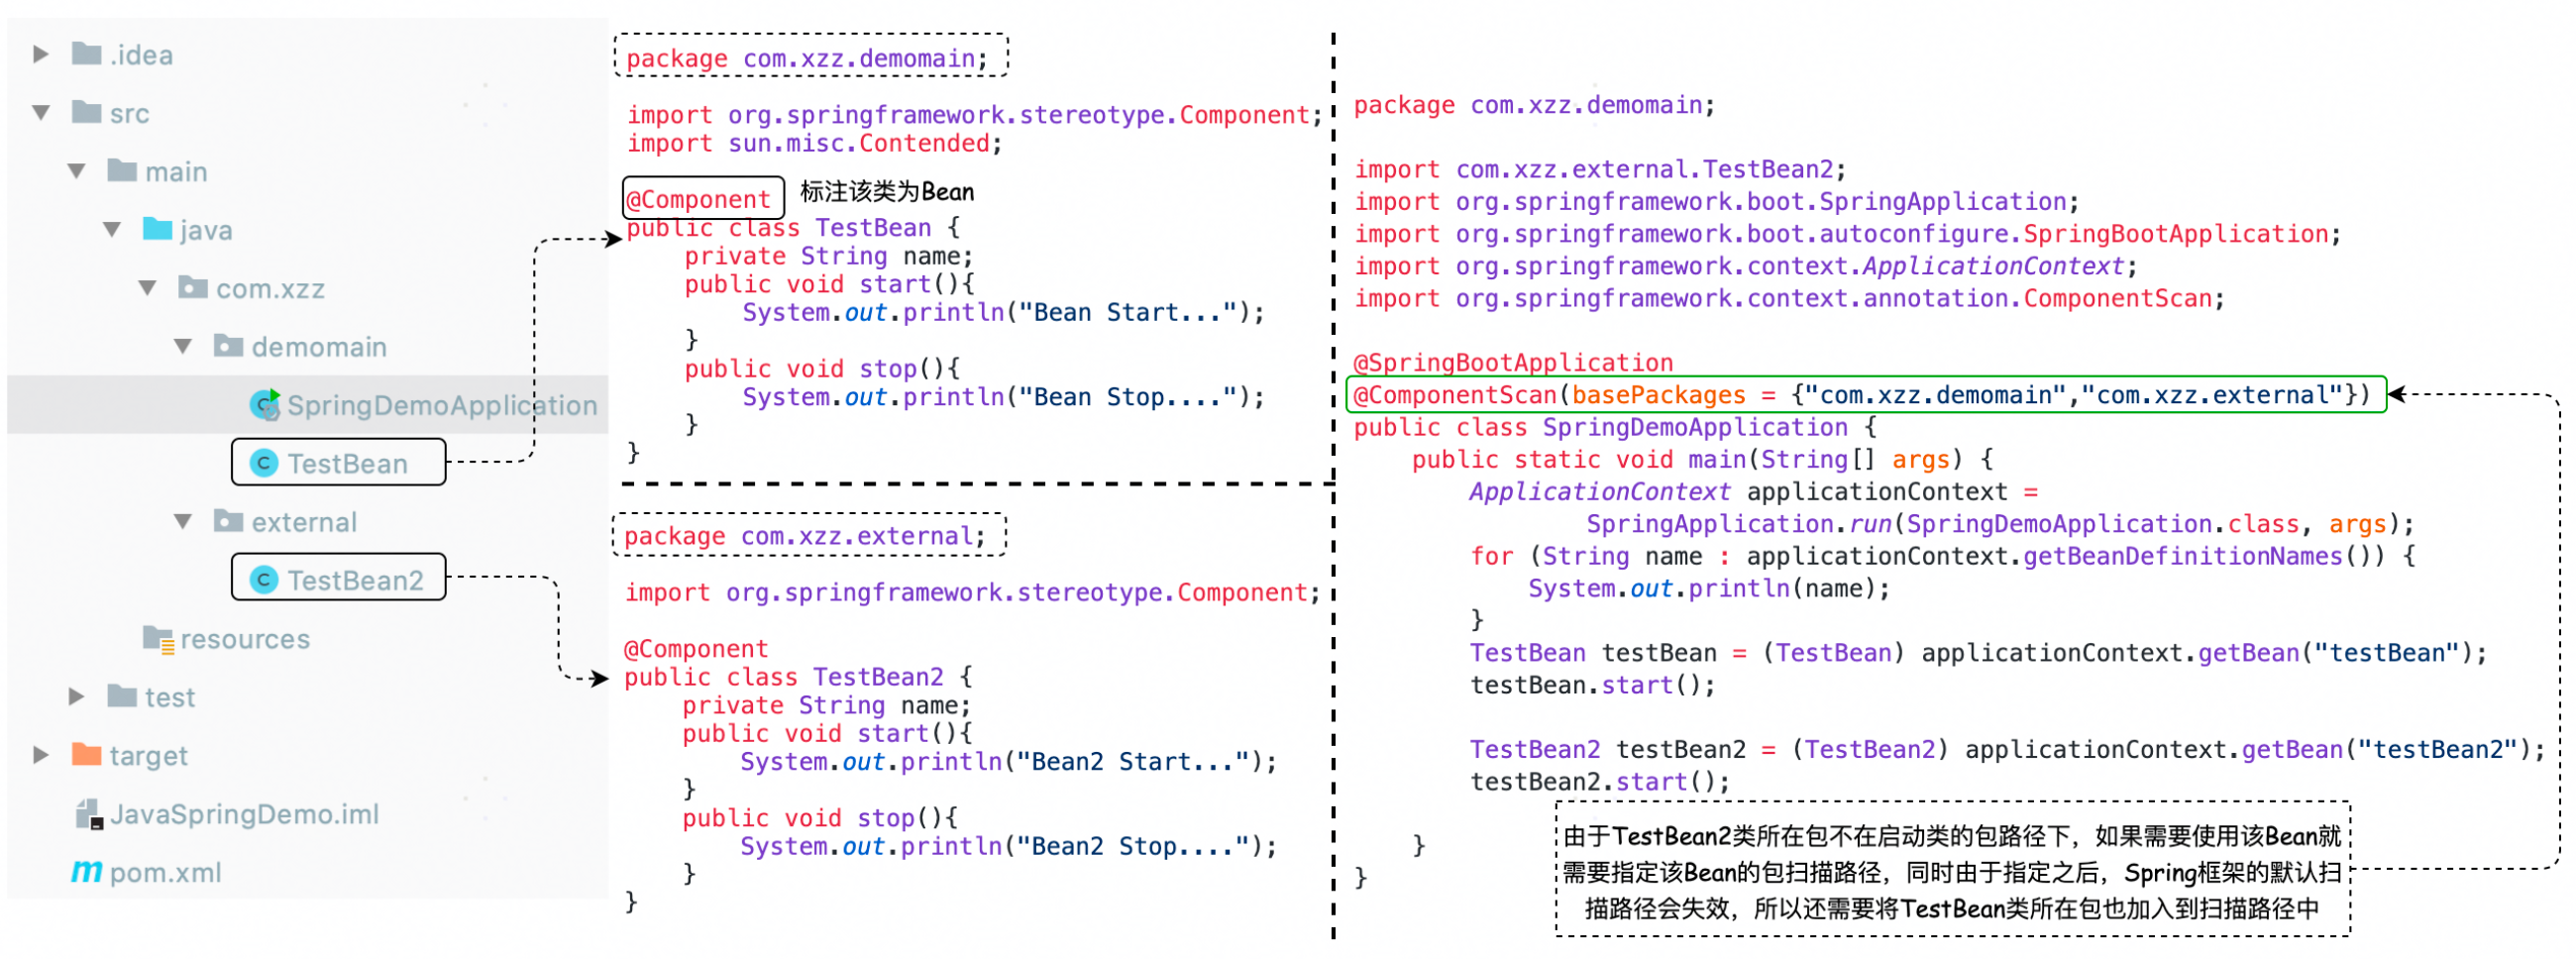 .idea
src
main
java
com.xzz
demomain
SpringDemoApplication
TestBean
external
TestBean2
resources
test
target
JavaSpringDemo.iml
pom.xml
package com.xzz.demomain;
import org.springframework.stereotype.Component;
import sun.misc.Contended;
@Component 标注该类为Bean
public class TestBean {
    private String name;
    public void start(){
        System.out.println("Bean Start...");
    }
    public void stop(){
        System.out.println("Bean Stop....");
    }
}
package com.xzz.external;
import org.springframework.stereotype.Component;
@Component
public class TestBean2 {
    private String name;
    public void start(){
        System.out.println("Bean2 Start...");
    }
    public void stop(){
        System.out.println("Bean2 Stop....");
    }
}
package com.xzz.demomain;
import com.xzz.external.TestBean2;
import org.springframework.boot.SpringApplication;
import org.springframework.boot.autoconfigure.SpringBootApplication;
import org.springframework.context.ApplicationContext;
import org.springframework.context.annotation.ComponentScan;
@SpringBootApplication
@ComponentScan(basePackages = {"com.xzz.demomain","com.xzz.external"})
public class SpringDemoApplication {
    public static void main(String[] args) {
        ApplicationContext applicationContext =
                SpringApplication.run(SpringDemoApplication.class, args);
        for (String name : applicationContext.getBeanDefinitionNames()) {
            System.out.println(name);
        }
        TestBean testBean = (TestBean) applicationContext.getBean("testBean");
        testBean.start();
        TestBean2 testBean2 = (TestBean2) applicationContext.getBean("testBean2");
        testBean2.start();
    }
}
由于TestBean2类所在包不在启动类的包路径下，如果需要使用该Bean就
需要指定该Bean的包扫描路径，同时由于指定之后，Spring框架的默认扫
描路径会失效，所以还需要将TestBean类所在包也加入到扫描路径中